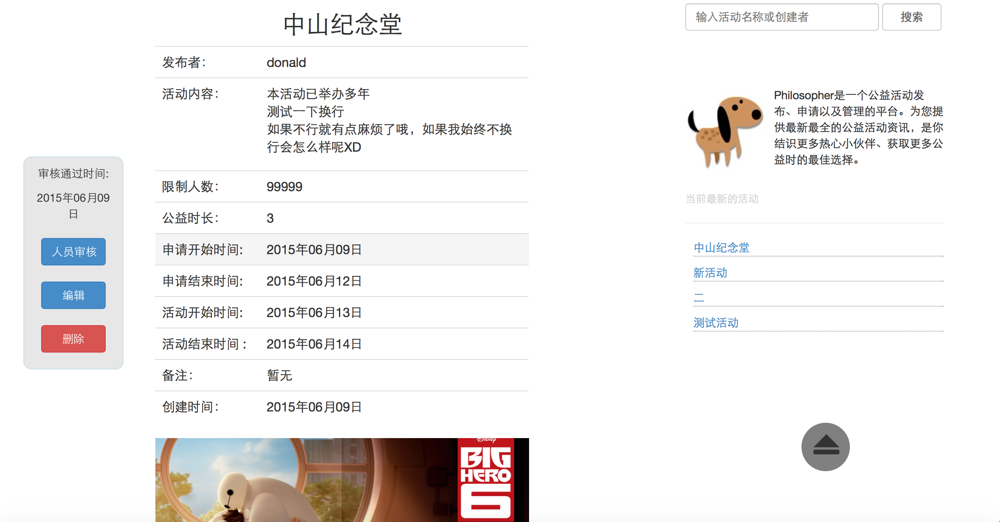 中山纪念堂
发布者：
donald
活动内容：
本活动已举办多年
测试一下换行
如果不行就有点麻烦了哦，如果我始终不换
行会怎么样呢XD
限制人数：
99999
公益时长：
3
申请开始时间:
2015年06月09日
申请结束时间:
2015年06月12日
活动开始时间:
2015年06月13日
活动结束时间 :
2015年06月14日
备注：
暂无
创建时间：
2015年06月09日
DISNEY
BIG
HERO
6
审核通过时间:
2015年06月09
日
人员审核
编辑
删除
输入活动名称或创建者
搜索
Philosopher是一个公益活动发
布、申请以及管理的平台。为您提
供最新最全的公益活动资讯，是你
结识更多热心小伙伴、获取更多公
益时的最佳选择。
当前最新的活动
中山纪念堂
新活动
二
测试活动